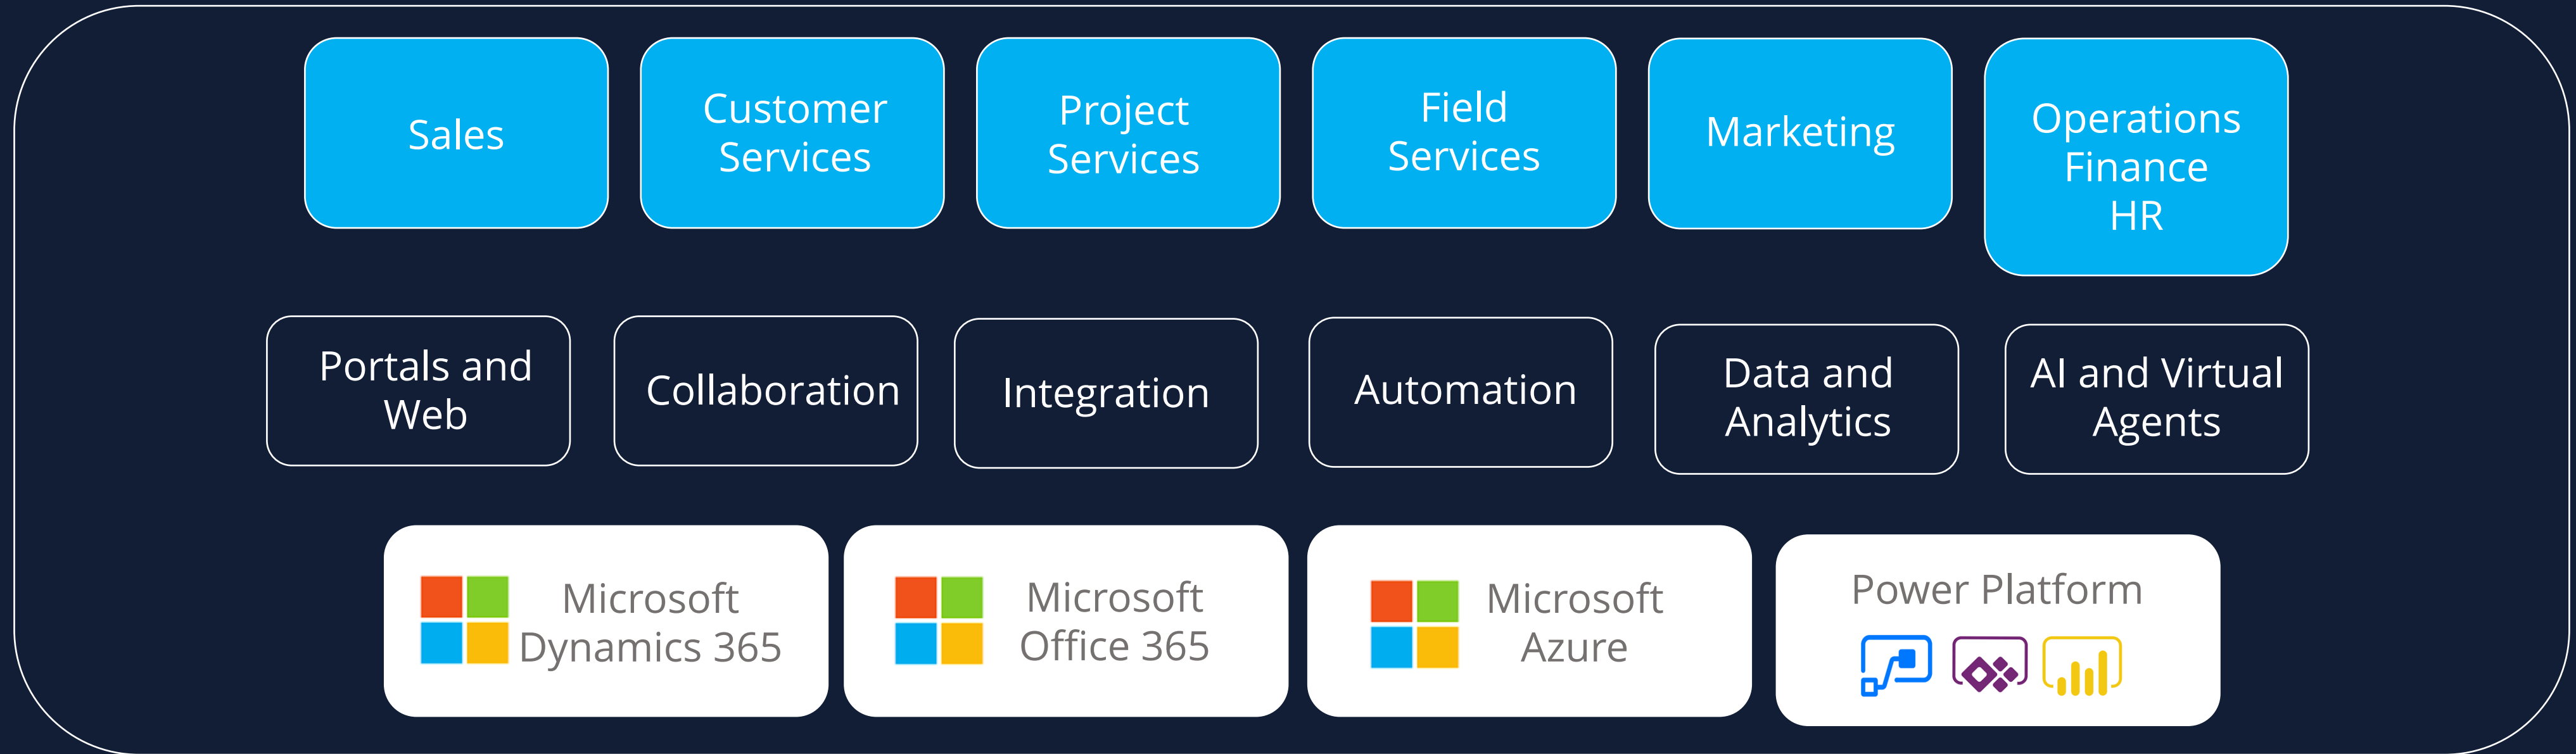 Sales
Customer
Services
Project
Services
Field
Services
Marketing
Operations
Finance
HR
Portals and
Web
Collaboration
Integration
Automation
Data and
Analytics
AI and Virtual
Agents
Microsoft
Dynamics 365
Microsoft
Office 365
Microsoft
Azure
Power Platform